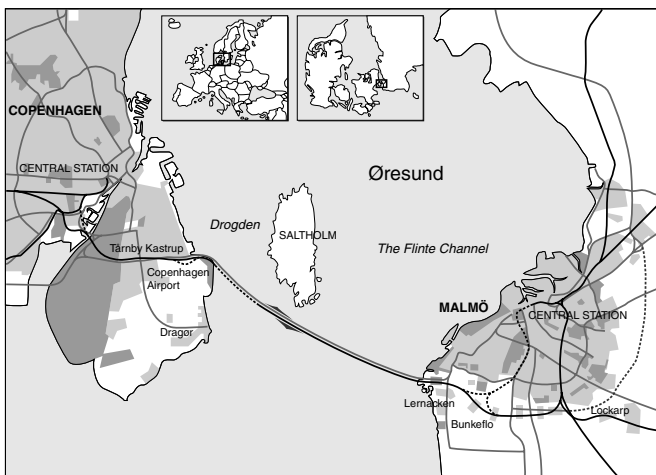 COPENHAGEN
CENTRAL STATION
Øresund
Drogden
SALTHOLM
The Flinte Channel
Tårnby Kastrup
Copenhagen
Airport
Dragør
MALMÖ
CENTRAL STATION
Lernacken
Bunkeflo
Lockarp